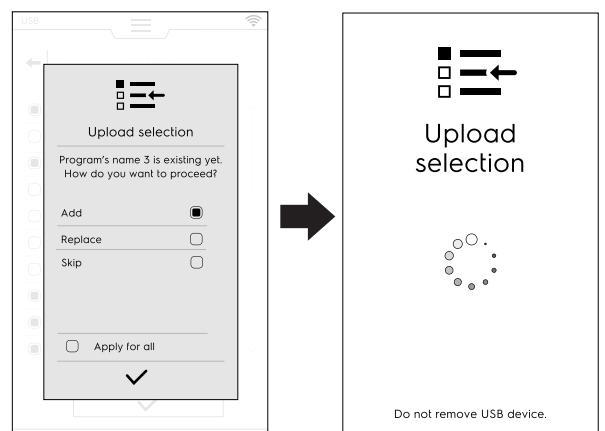 USB
Upload selection
Program's name 3 is existing yet.
How do you want to proceed?
Add
Replace
Skip
Apply for all
Upload
selection
Do not remove USB device.